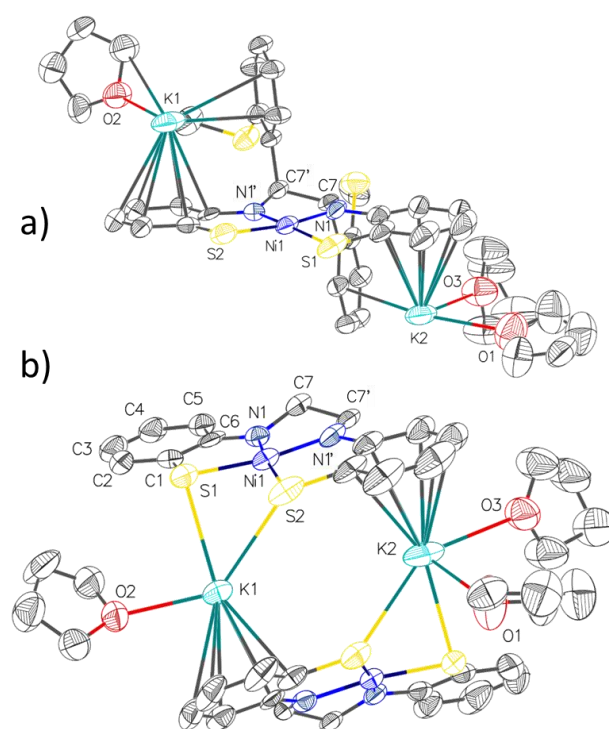 a)
K1
O2
C7'
C7
N1'
N1
Ni1
S2
S1
O3
K2
O1
b)
C7
C5
C4
C6
N1
C7'
C3
C2
C1
N1'
Ni1
S1
S2
O3
K2
O2
K1
O1